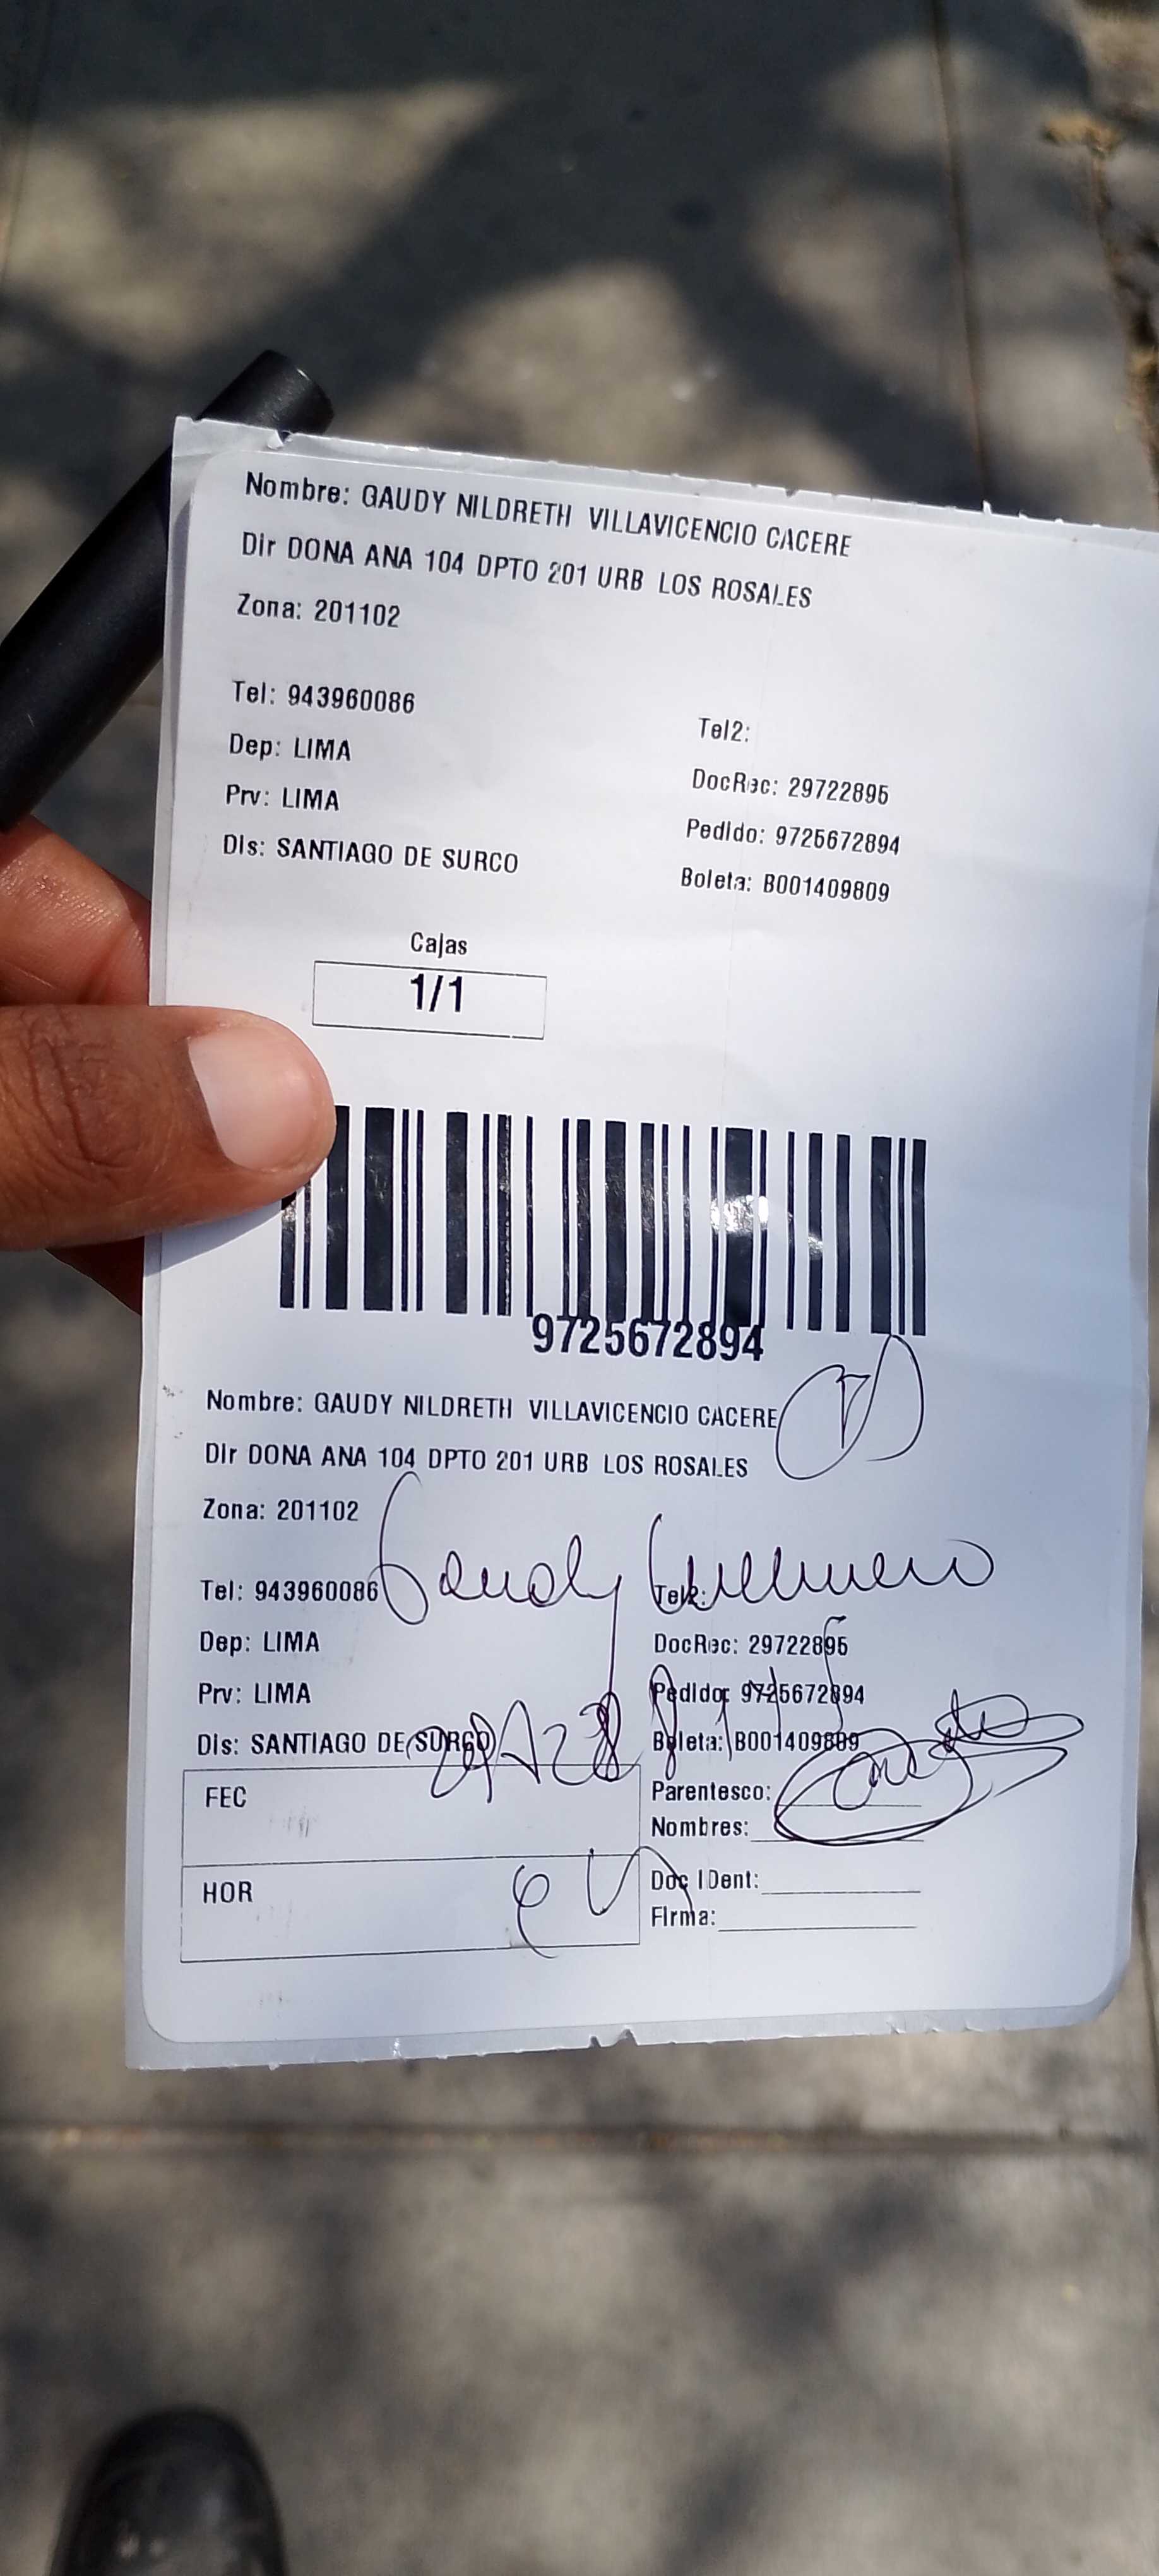 Nombre: GAUDY NILDRETH VILLAVICENCIO CACERE
Dir DONA ANA 104 DPTO 201 URB LOS ROSALES
Zona: 201102
Tel: 943960086
Tel2:
Dep: LIMA
DocRec: 29722895
Prv: LIMA
Pedido: 9725672894
Dis: SANTIAGO DE SURCO
Boleta: B001409809
Cajas
1/1
9725672894
Nombre: GAUDY NILDRETH VILLAVICENCIO CACERE
Dir DONA ANA 104 DPTO 201 URB LOS ROSALES
Zona: 201102
Gaudy
Tel: 943960086
Tel2:
Dep: LIMA
DocRec: 29722895
Prv: LIMA
Pedido: 9725672894
Dis: SANTIAGO DE SURCO
Boleta: B001409809
FEC
Parentesco:
Nombres:
HOR
Doc IDent:
Firma: